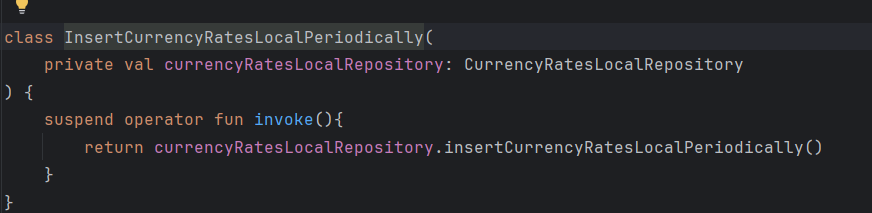 class InsertCurrencyRatesLocalPeriodically(
    private val currencyRatesLocalRepository: CurrencyRatesLocalRepository
) {
    suspend operator fun invoke(){
        return currencyRatesLocalRepository.insertCurrencyRatesLocalPeriodically()
    }
}